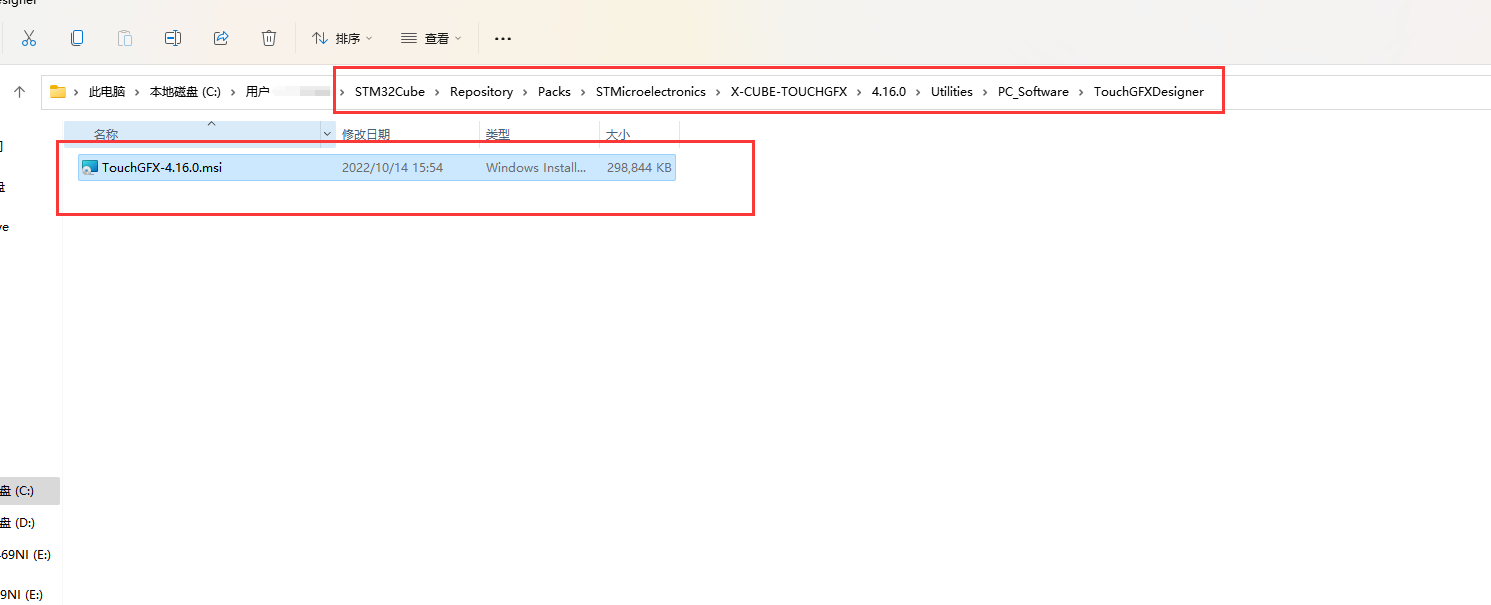 esigner
排序 查看
此电脑 本地磁盘 (C:) 用户 STM32Cube Repository Packs STMicroelectronics X-CUBE-TOUCHGFX 4.16.0 Utilities PC_Software TouchGFXDesigner
名称 修改日期 类型 大小
TouchGFX-4.16.0.msi 2022/10/14 15:54 Windows Install... 298,844 KB
盘
ve
盘 (C:)
盘 (D:)
69NI (E:)
9NI (E:)